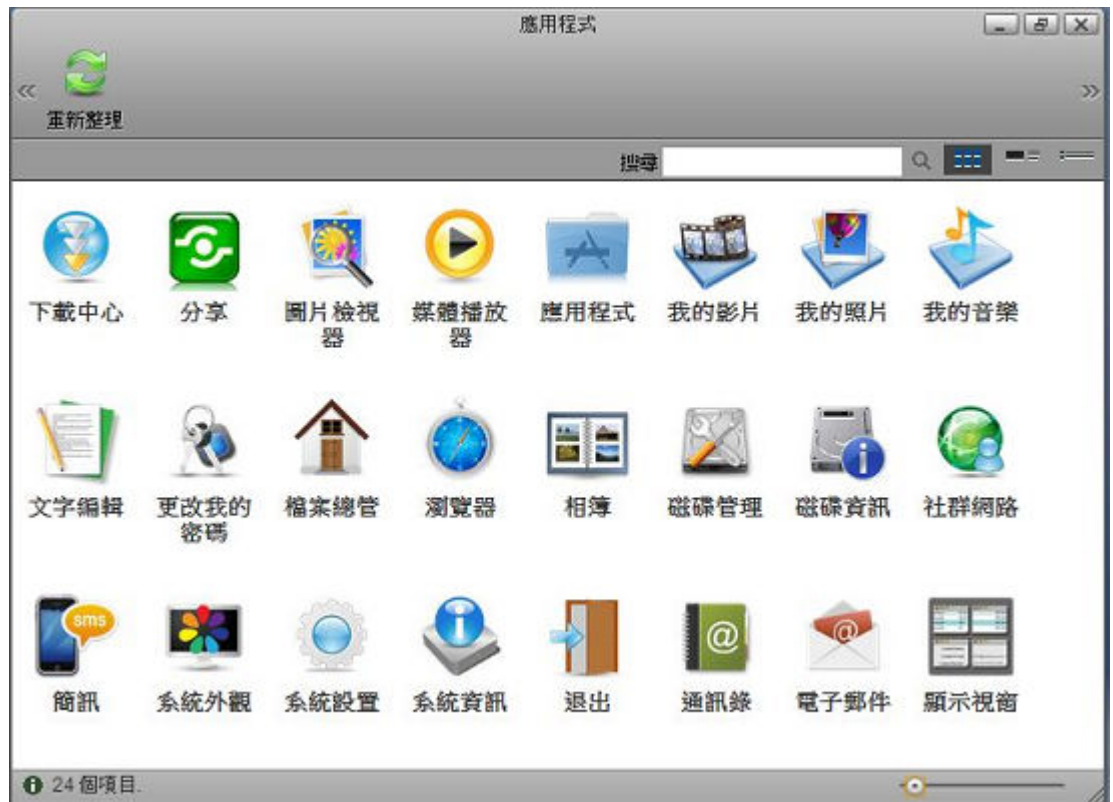 應用程式
重新整理
搜尋
下載中心 分享 圖片檢視器 媒體播放器 應用程式 我的影片 我的照片 我的音樂
文字編輯 更改我的密碼 檔案總管 瀏覽器 相簿 磁碟管理 磁碟資訊 社群網路
sms
簡訊 系統外觀 系統設置 系統資訊 退出 通訊錄 電子郵件 顯示視窗
24 個項目.